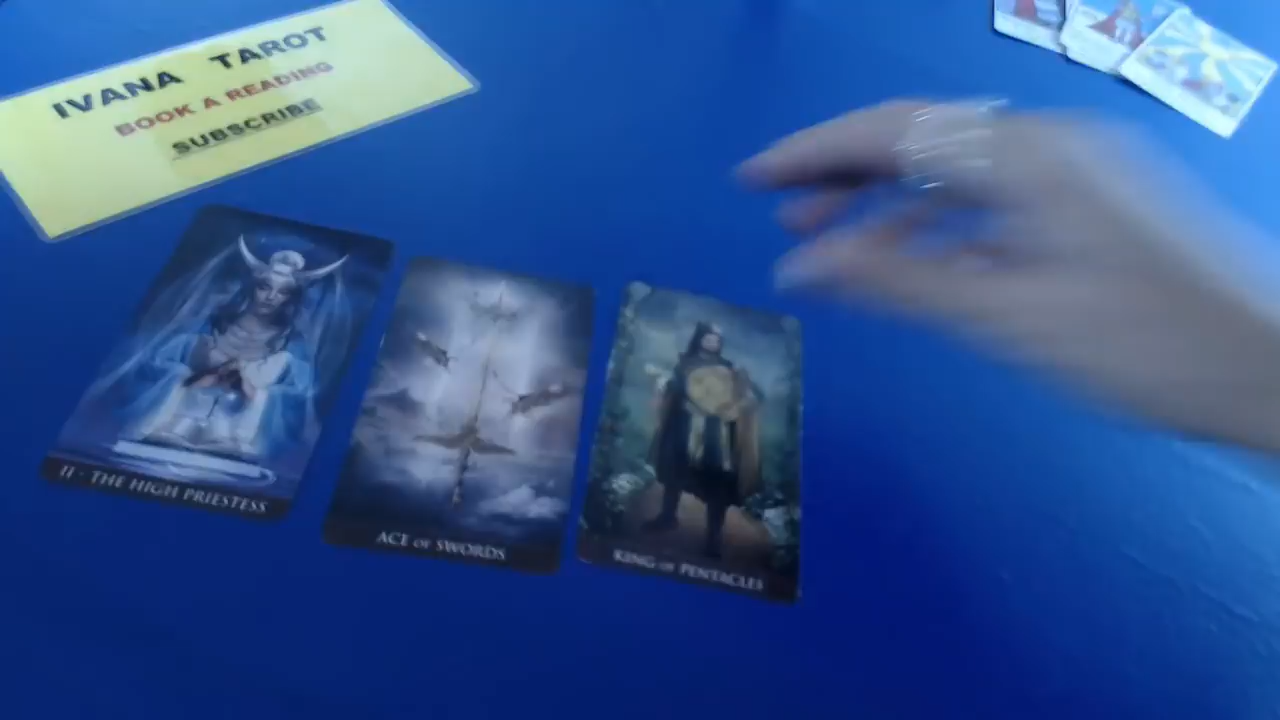 IVANA TAROT
BOOK A READING
SUBSCRIBE
II - THE HIGH PRIESTESS
ACE OF SWORDS
KING OF PENTACLES